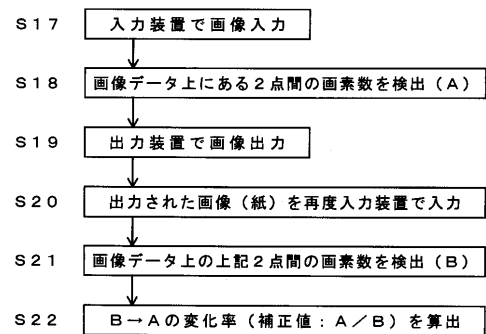 S17 入力装置で画像入力
S18 画像データ上にある2点間の画素数を検出(A)
S19 出力装置で画像出力
S20 出力された画像(紙)を再度入力装置で入力
S21 画像データ上の上記2点間の画素数を検出(B)
S22 B→Aの変化率(補正値:A/B)を算出